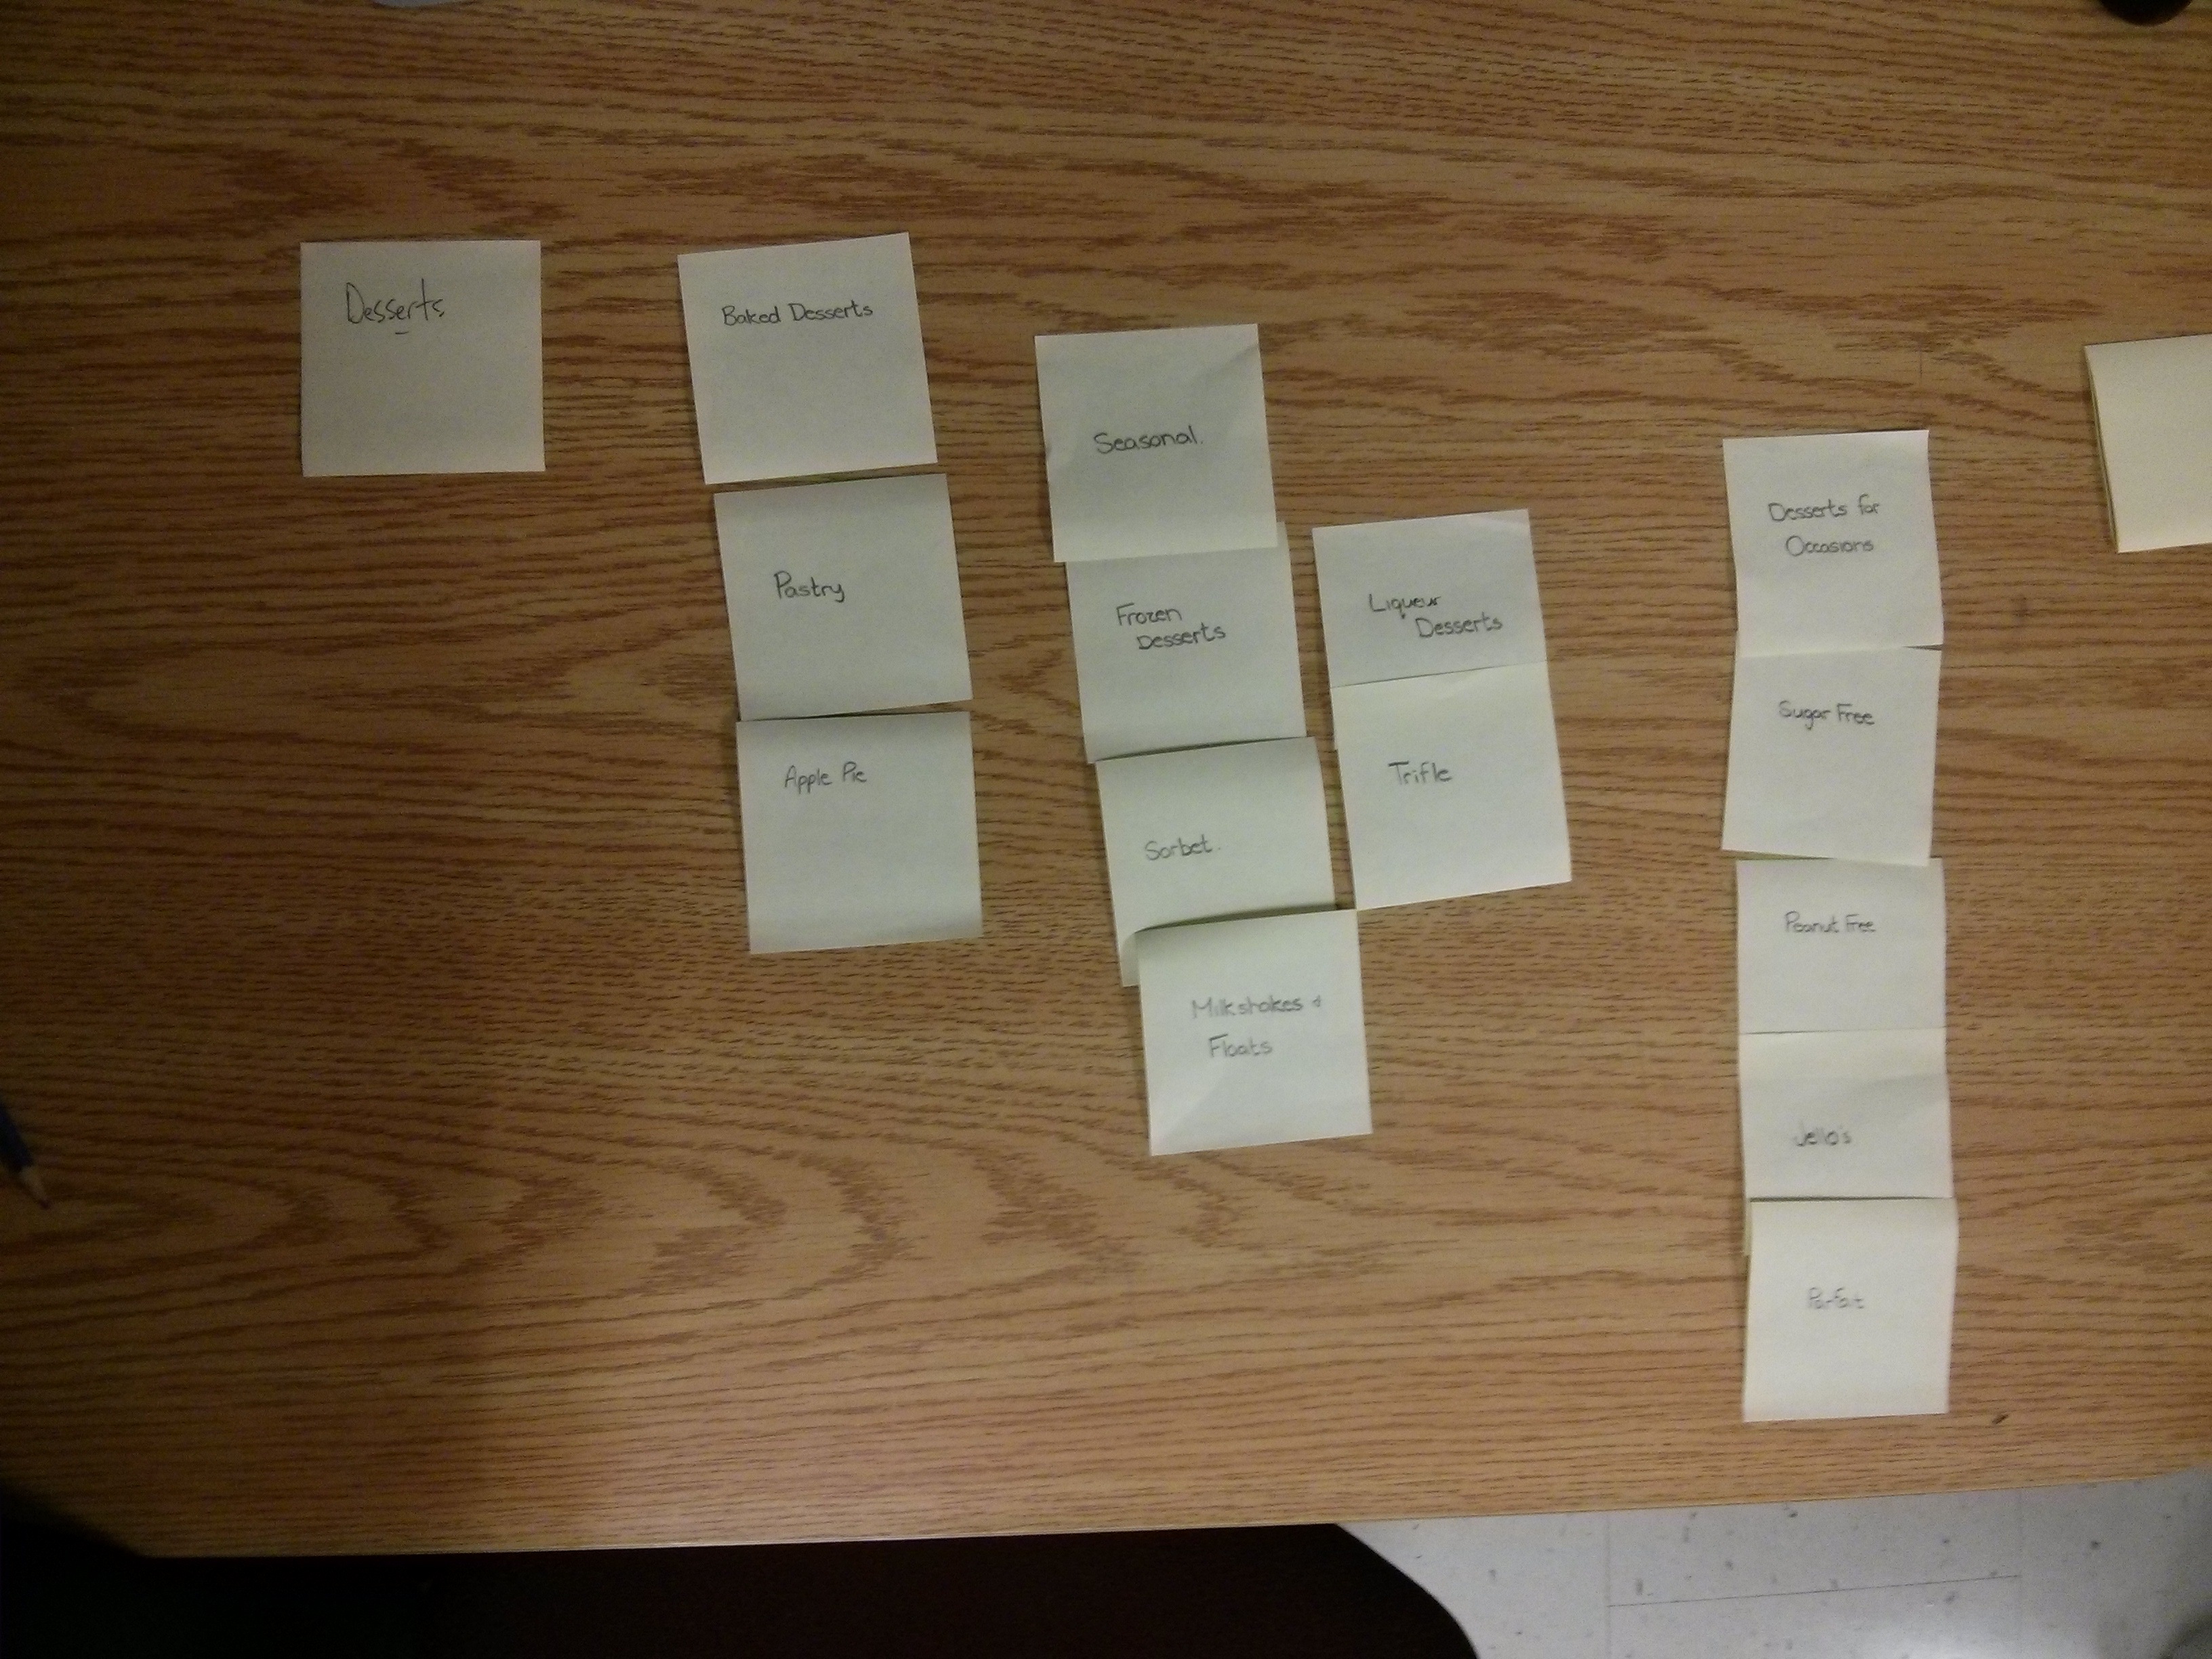 Desserts
Baked Desserts
Pastry
Apple Pie
Seasonal.
Frozen
Desserts
Sorbet.
Milkshakes &
Floats
Liqueur
Desserts
Trifle
Desserts for
Occasions
Sugar Free
Peanut Free
Jello's
Parfait